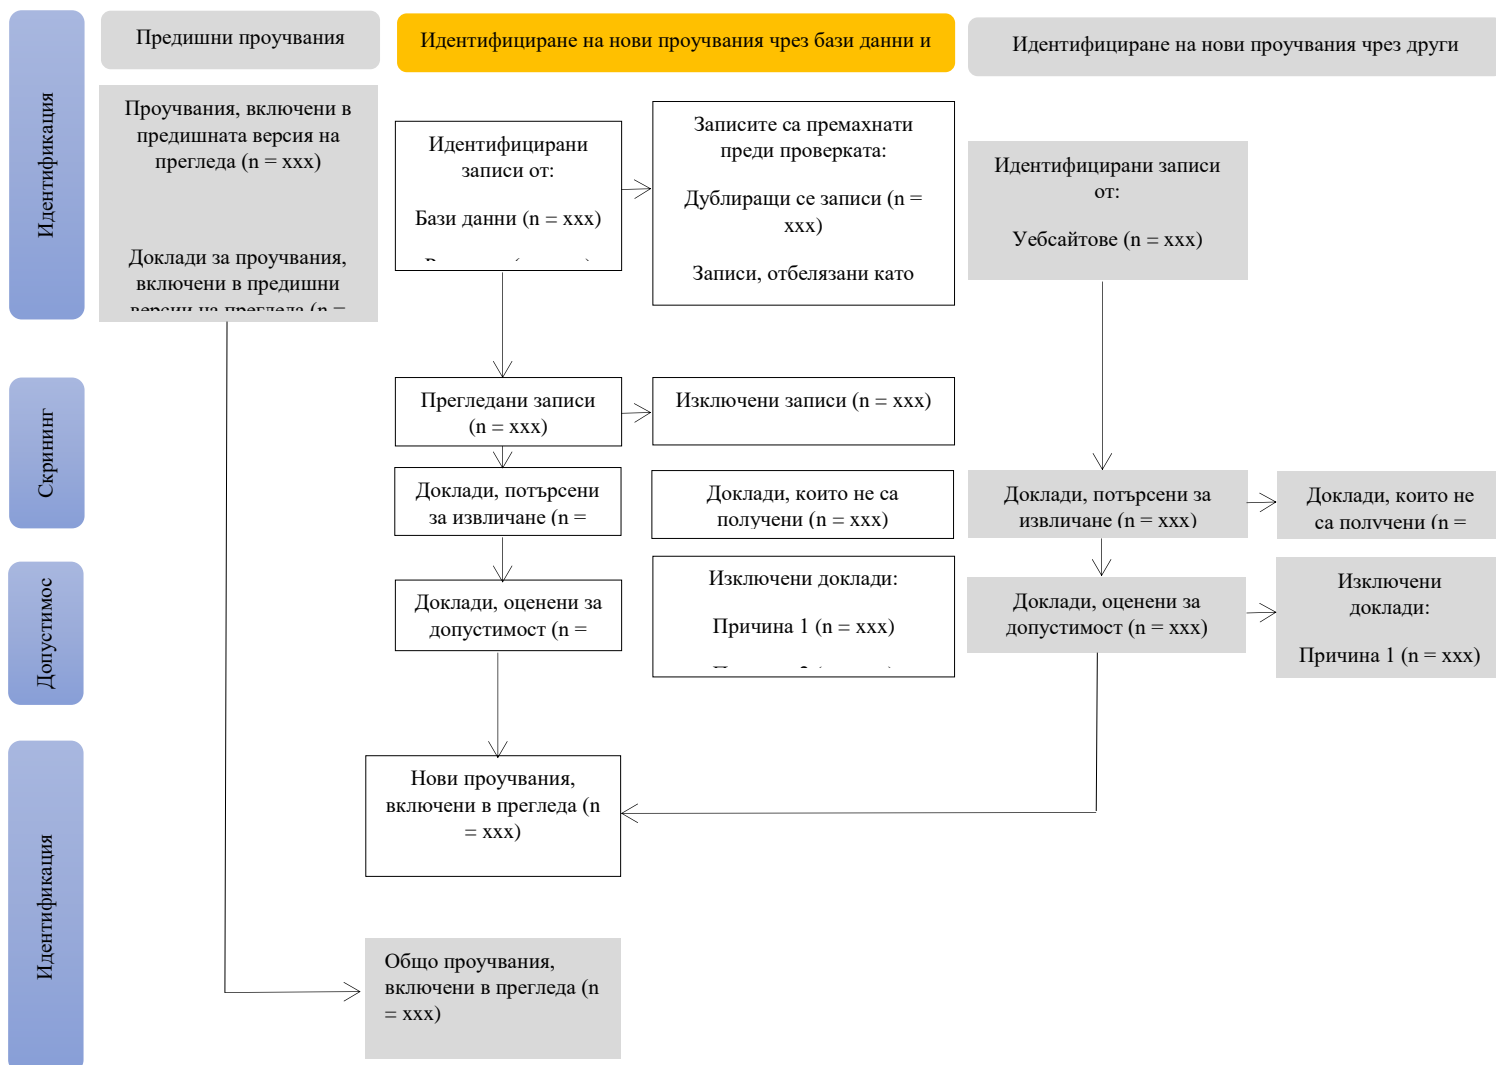 Предишни проучвания
Идентифициране на нови проучвания чрез бази данни и
Идентифициране на нови проучвания чрез други
Идентификация
Проучвания, включени в
предишната версия на
прегледа (n = xxx)
Доклади за проучвания,
включени в предишни
версии на прегледа (n =
Идентифицирани
записи от:
Бази данни (n = xxx)
Записите са премахнати
преди проверката:
Дублиращи се записи (n =
xxx)
Записи, отбелязани като
Идентифицирани записи
от:
Уебсайтове (n = xxx)
Скрининг
Прегледани записи
(n = xxx)
Изключени записи (n = xxx)
Доклади, потърсени
за извличане (n =
Доклади, които не са
получени (n = xxx)
Доклади, потърсени за
извличане (n = xxx)
Доклади, които не
са получени (n =
Допустимос
Доклади, оценени за
допустимост (n =
Изключени доклади:
Причина 1 (n = xxx)
Доклади, оценени за
допустимост (n = xxx)
Изключени
доклади:
Причина 1 (n = xxx)
Идентификация
Нови проучвания,
включени в прегледа (n
= xxx)
Общо проучвания,
включени в прегледа (n
= xxx)